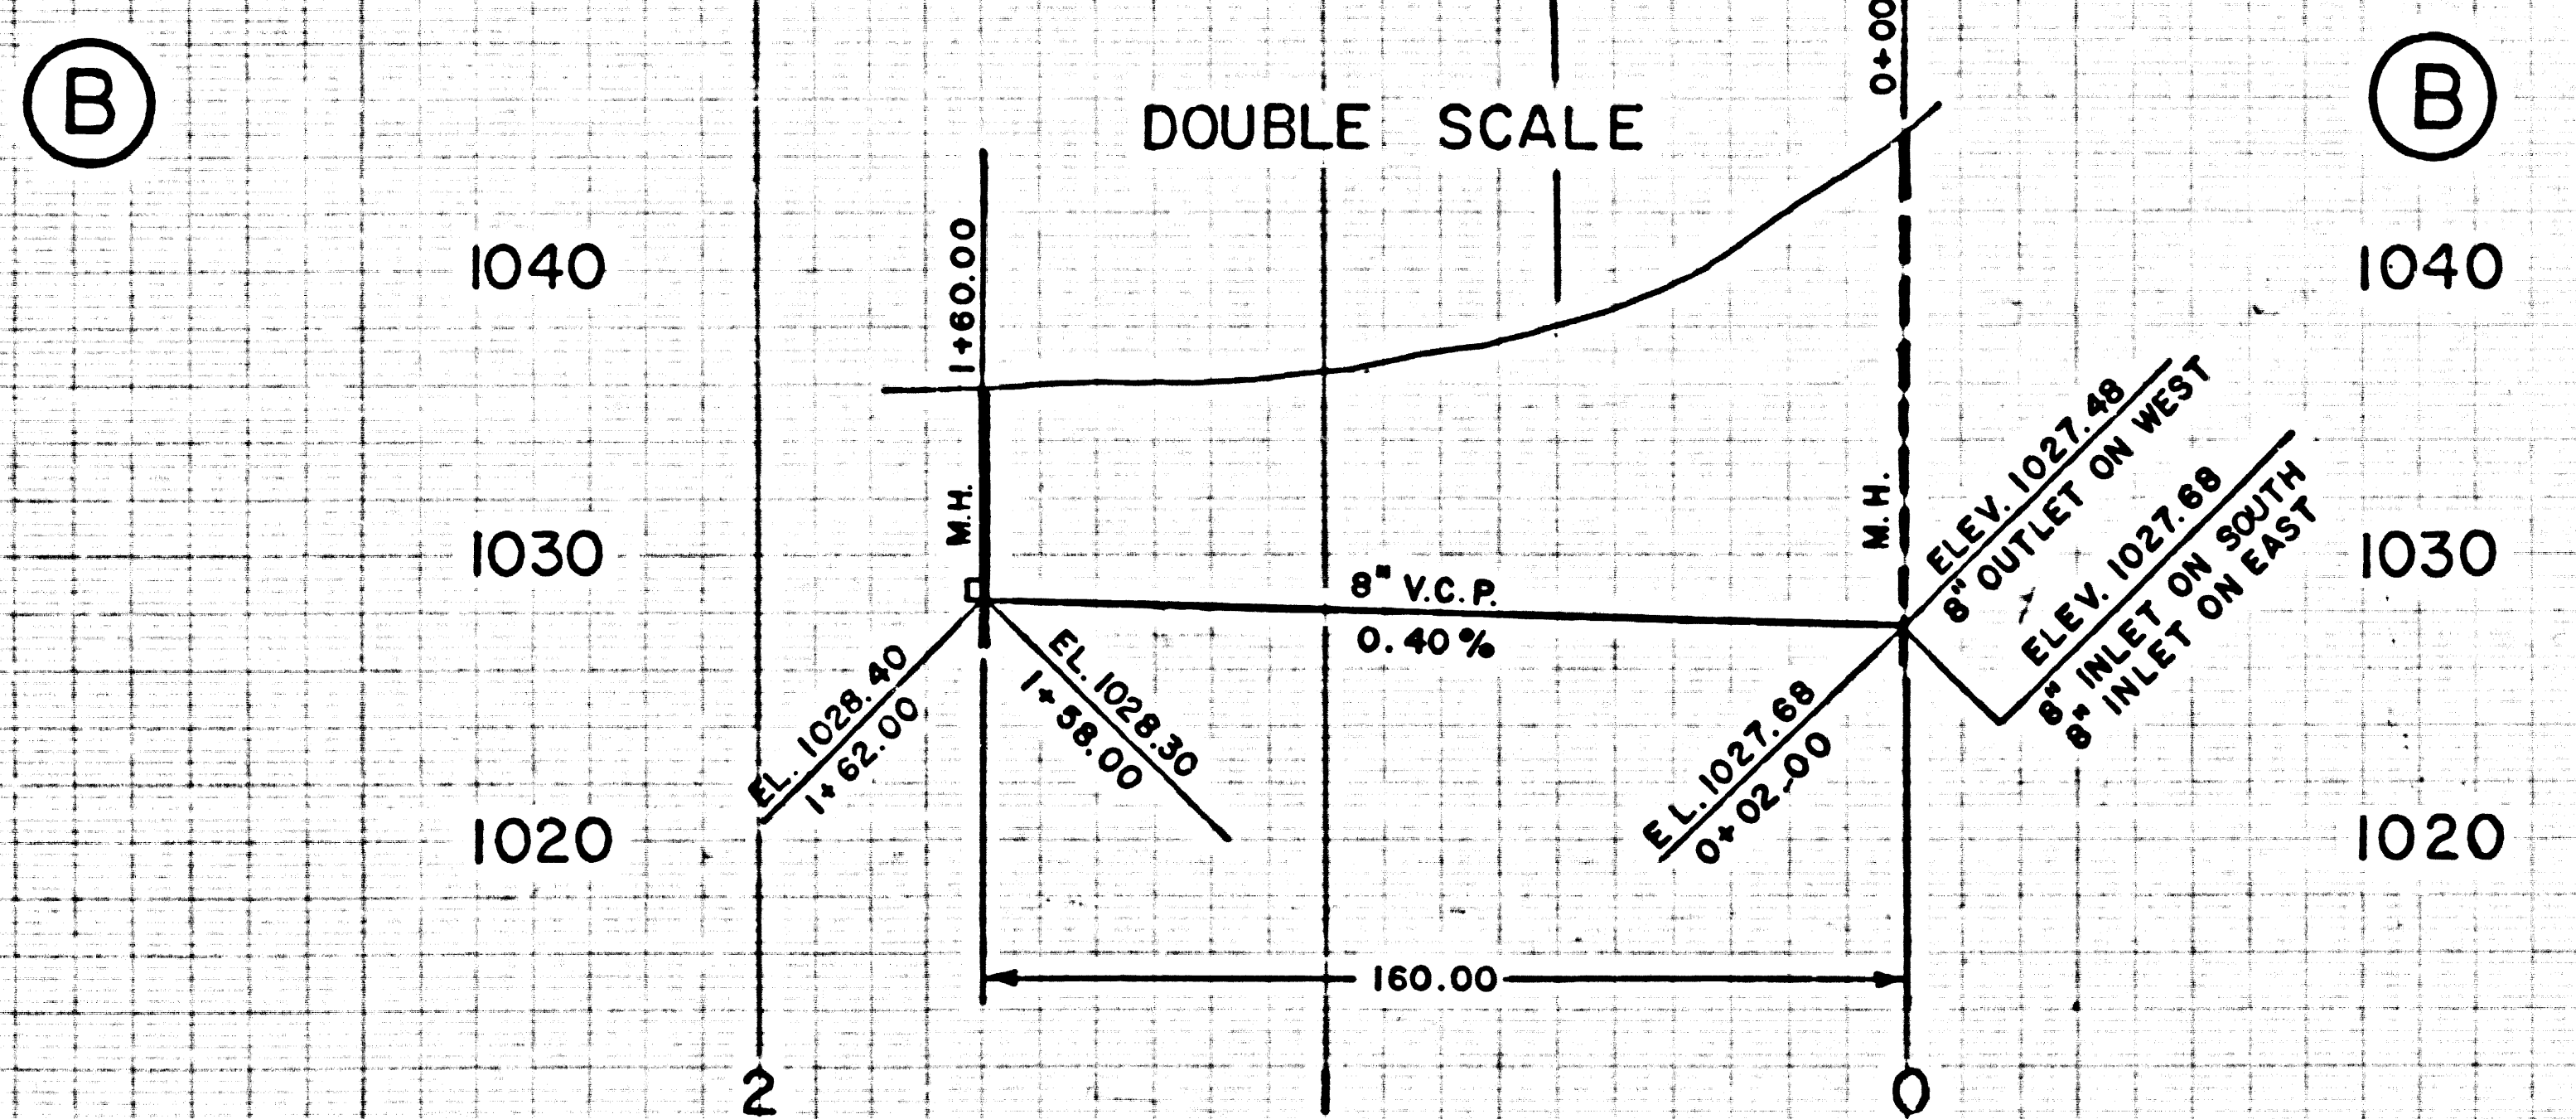 B
B
0+00
DOUBLE SCALE
1+60.00
1040
1040
M.H.
M.H.
1030
1030
ELEV. 1027.48
8" OUTLET ON WEST
ELEV. 1027.68
8" INLET ON SOUTH
8" INLET ON EAST
8" V.C.P.
0.40%
EL. 1028.40
1+62.00
EL. 1028.30
1+58.00
EL. 1027.68
0+02.00
1020
1020
160.00
2
0